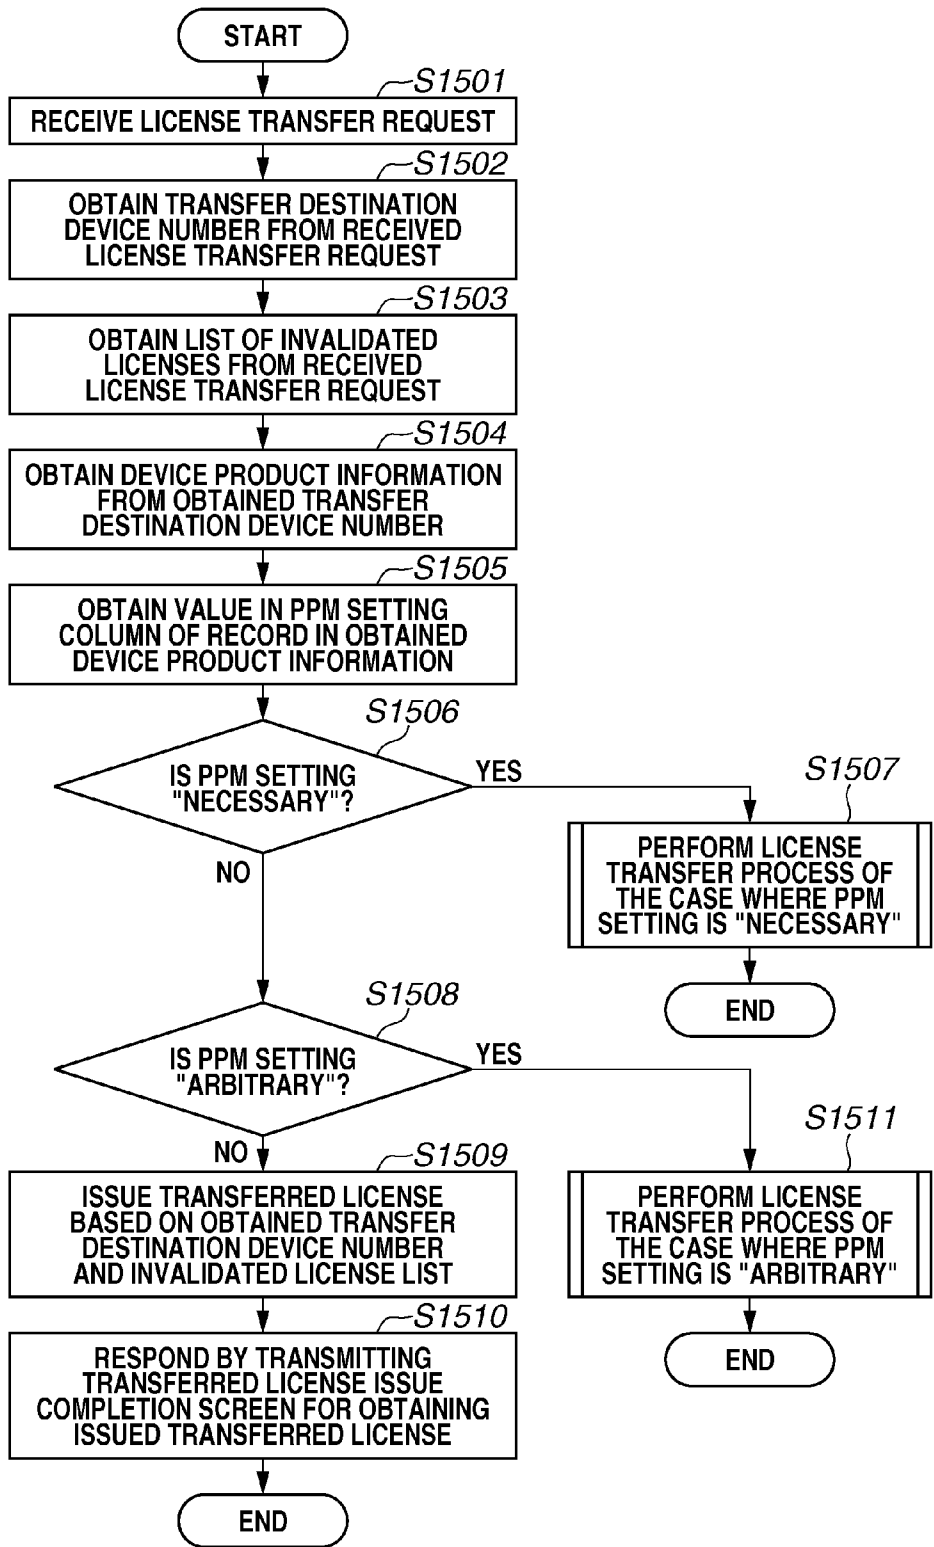 START
S1501
RECEIVE LICENSE TRANSFER REQUEST
S1502
OBTAIN TRANSFER DESTINATION
DEVICE NUMBER FROM RECEIVED
LICENSE TRANSFER REQUEST
S1503
OBTAIN LIST OF INVALIDATED
LICENSES FROM RECEIVED
LICENSE TRANSFER REQUEST
S1504
OBTAIN DEVICE PRODUCT INFORMATION
FROM OBTAINED TRANSFER
DESTINATION DEVICE NUMBER
S1505
OBTAIN VALUE IN PPM SETTING
COLUMN OF RECORD IN OBTAINED
DEVICE PRODUCT INFORMATION
S1506
IS PPM SETTING
"NECESSARY"?
YES
NO
S1507
PERFORM LICENSE
TRANSFER PROCESS OF
THE CASE WHERE PPM
SETTING IS "NECESSARY"
END
S1508
IS PPM SETTING
"ARBITRARY"?
YES
NO
S1511
PERFORM LICENSE
TRANSFER PROCESS OF
THE CASE WHERE PPM
SETTING IS "ARBITRARY"
END
S1509
ISSUE TRANSFERRED LICENSE
BASED ON OBTAINED TRANSFER
DESTINATION DEVICE NUMBER
AND INVALIDATED LICENSE LIST
S1510
RESPOND BY TRANSMITTING
TRANSFERRED LICENSE ISSUE
COMPLETION SCREEN FOR OBTAINING
ISSUED TRANSFERRED LICENSE
END